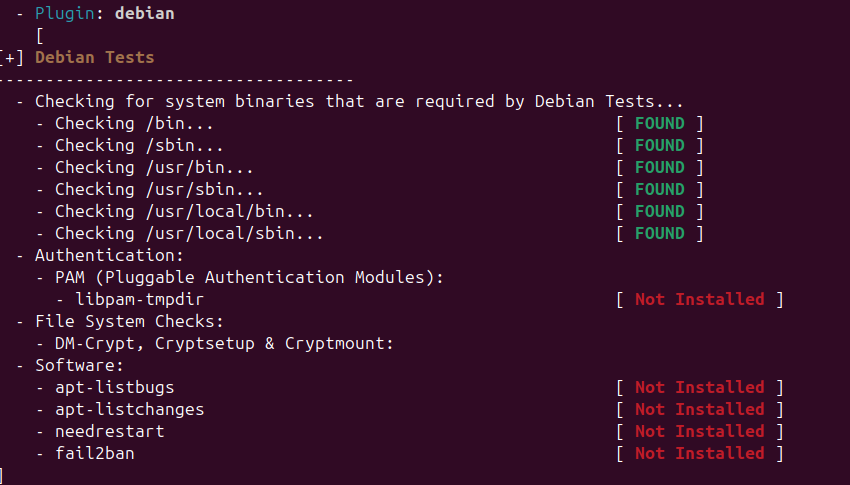 - Plugin: debian
[
[+] Debian Tests
------------------------------------
- Checking for system binaries that are required by Debian Tests...
- Checking /bin... [ FOUND ]
- Checking /sbin... [ FOUND ]
- Checking /usr/bin... [ FOUND ]
- Checking /usr/sbin... [ FOUND ]
- Checking /usr/local/bin... [ FOUND ]
- Checking /usr/local/sbin... [ FOUND ]
- Authentication:
- PAM (Pluggable Authentication Modules):
- libpam-tmpdir [ Not Installed ]
- File System Checks:
- DM-Crypt, Cryptsetup & Cryptmount:
- Software:
- apt-listbugs [ Not Installed ]
- apt-listchanges [ Not Installed ]
- needrestart [ Not Installed ]
- fail2ban [ Not Installed ]
]